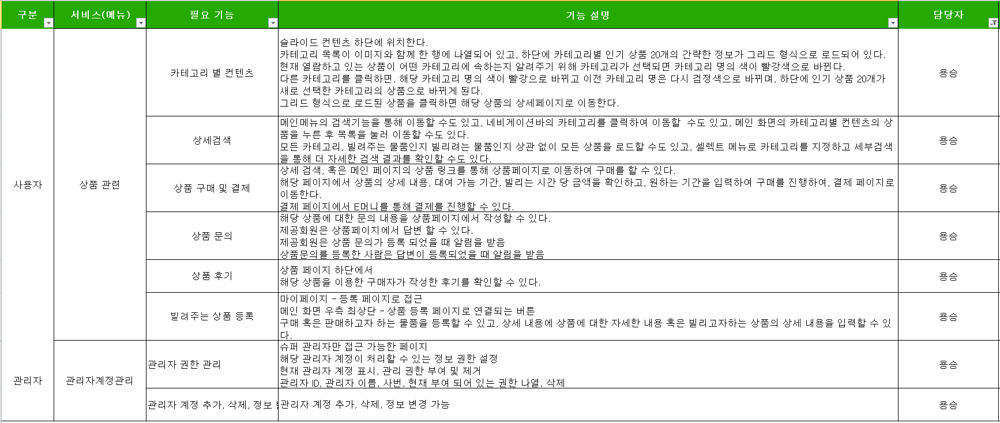 구분 서비스(메뉴) 필요 기능 기능 설명 담당자
슬라이드 컨텐츠 하단에 위치한다.
카테고리 목록이 이미지와 함께 한 행에 나열되어 있고, 하단에 카테고리별 인기 상품 20개의 간략한 정보가 그리드 형식으로 로드되어 있다.
카테고리 별 컨텐츠
현재 열람하고 있는 상품이 어떤 카테고리에 속하는지 알려주기 위해 카테고리가 선택되면 카테고리 명의 색이 빨강색으로 바뀐다.
다른 카테고리를 클릭하면, 해당 카테고리 명의 색이 빨강으로 바뀌고 이전 카테고리 명은 다시 검정색으로 바뀌며, 하단에 인기 상품 20개가
새로 선택한 카테고리의 상품으로 바뀌게 된다.
그리드 형식으로 로드된 상품을 클릭하면 해당 상품의 상세페이지로 이동한다.
용승
상세검색
메인메뉴의 검색기능을 통해 이동할 수도 있고, 네비게이션바의 카테고리를 클릭하여 이동할 수도 있고, 메인 화면의 카테고리별 컨텐츠의 상
품을 누른 후 목록을 눌러 이동할 수도 있다.
모든 카테고리, 빌려주는 물품인지 빌리려는 물품인지 상관 없이 모든 상품을 로드할 수도 있고, 셀렉트 메뉴로 카테고리를 지정하고 세부검색
을 통해 더 자세한 검색 결과를 확인할 수도 있다.
용승
사용자
상품 관련
상품 구매 및 결제
상세 검색, 혹은 메인 페이지의 상품 링크를 통해 상품페이지로 이동하여 구매를 할 수 있다.
해당 페이지에서 상품의 상세 내용, 대여 가능 기간, 빌리는 시간 당 금액을 확인하고, 원하는 기간을 입력하여 구매를 진행하여, 결제 페이지로
이동한다.
결제 페이지에서 E머니를 통해 결제를 진행할 수 있다.
용승
상품 문의
해당 상품에 대한 문의 내용을 상품페이지에서 작성할 수 있다.
제공회원은 상품페이지에서 답변 할 수 있다.
제공회원은 상품 문의가 등록 되었을 때 알림을 받음
상품문의를 등록한 사람은 답변이 등록되었을 때 알림을 받음
용승
상품 후기
상품 페이지 하단에서
해당 상품을 이용한 구매자가 작성한 후기를 확인할 수 있다.
용승
빌려주는 상품 등록
마이페이지 - 등록 페이지로 접근
메인 화면 우측 최상단 - 상품 등록 페이지로 연결되는 버튼
구매 혹은 판매하고자 하는 물품을 등록할 수 있고, 상세 내용에 상품에 대한 자세한 내용 혹은 빌리고자하는 상품의 상세 내용을 입력할 수 있
다.
용승
관리자
관리자계정관리
관리자 권한 관리
슈퍼 관리자만 접근 가능한 페이지
해당 관리자 계정이 처리할 수 있는 정보 권한 설정
현재 관리자 계정 표시, 관리 권한 부여 및 제거
관리자 ID, 관리자 이름, 사번, 현재 부여 되어 있는 권한 나열, 삭제
용승
관리자 계정 추가, 삭제, 정보
관리자 계정 추가, 삭제, 정보 변경 가능
용승